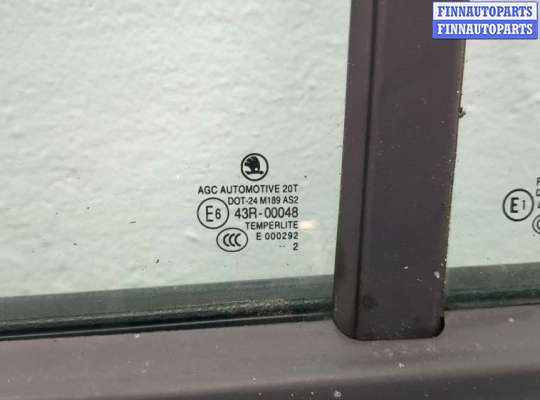 FINNAUTOPARTS
FINNAUTOPARTS
AGC AUTOMOTIVE 20T
DOT-24 M189 AS2
E6 43R-00048
TEMPERLITE
CCC E 000292
2
E1